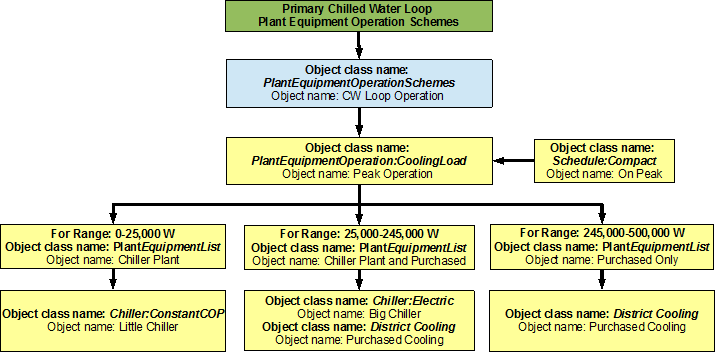 Primary Chilled Water Loop
Plant Equipment Operation Schemes
Object class name:
PlantEquipmentOperationSchemes
Object name: CW Loop Operation
Object class name:
PlantEquipmentOperation:CoolingLoad
Object name: Peak Operation
Object class name:
Schedule:Compact
Object name: On Peak
For Range: 0-25,000 W
Object class name: PlantEquipmentList
Object name: Chiller Plant
For Range: 25,000-245,000 W
Object class name: PlantEquipmentList
Object name: Chiller Plant and Purchased
For Range: 245,000-500,000 W
Object class name: PlantEquipmentList
Object name: Purchased Only
Object class name: Chiller:ConstantCOP
Object name: Little Chiller
Object class name: Chiller:Electric
Object name: Big Chiller
Object class name: District Cooling
Object name: Purchased Cooling
Object class name: District Cooling
Object name: Purchased Cooling